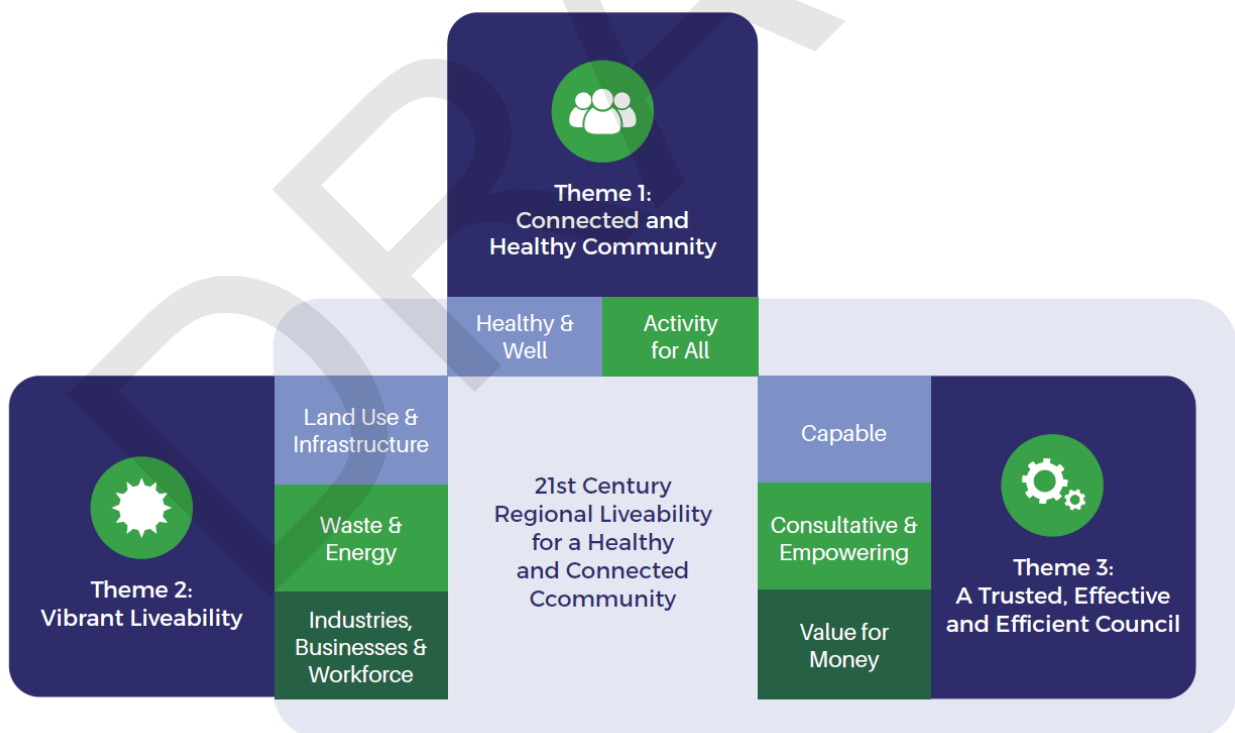 Theme 1:
Connected and
Healthy Community
Healthy &
Well
Activity
for All
Theme 2:
Vibrant Liveability
Land Use &
Infrastructure
Waste &
Energy
Industries,
Businesses &
Workforce
21st Century
Regional Liveability
for a Healthy
and Connected
Ccommunity
Capable
Consultative &
Empowering
Value for
Money
Theme 3:
A Trusted, Effective
and Efficient Council